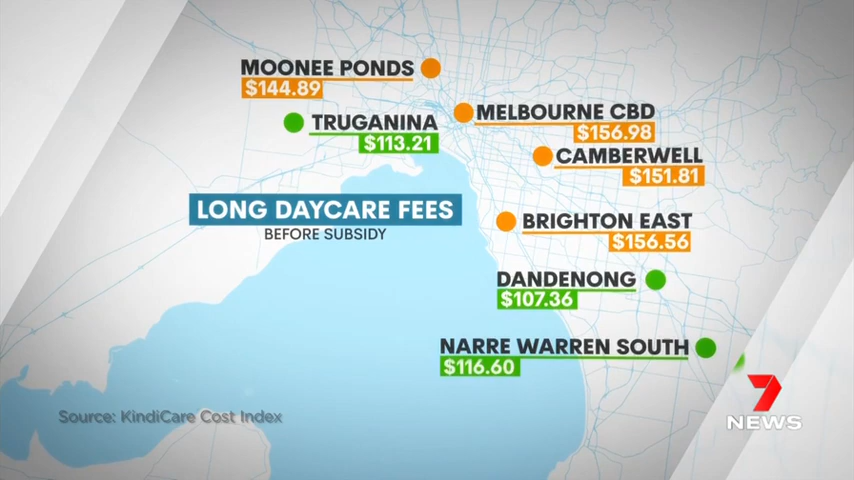 MOONEE PONDS
$144.89
TRUGANINA
$113.21
MELBOURNE CBD
$156.98
CAMBERWELL
$151.81
LONG DAYCARE FEES
BEFORE SUBSIDY
BRIGHTON EAST
$156.56
DANDENONG
$107.36
NARRE WARREN SOUTH
$116.60
Source: KindiCare Cost Index
7
NEWS